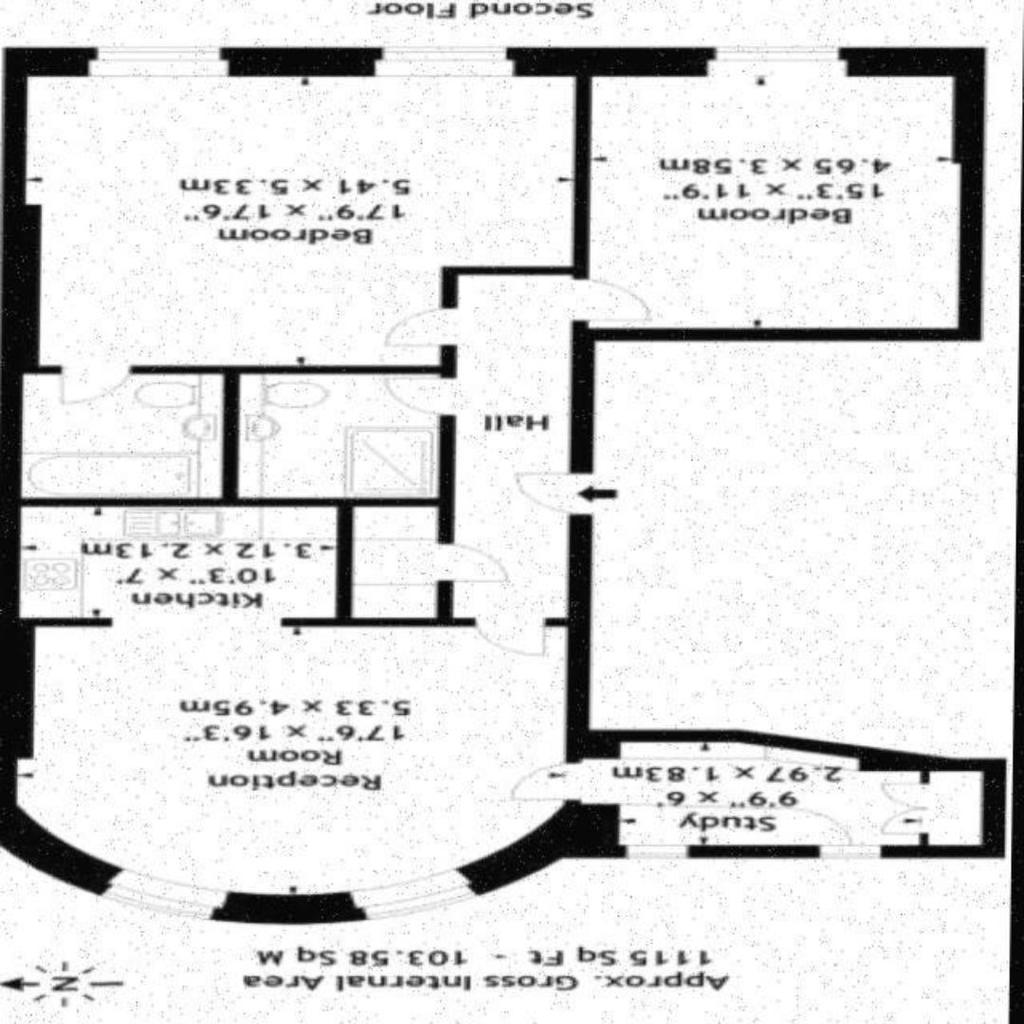 Approx. Gross Internal Area
1115 Sq Ft - 103.58 Sq M
N
Study
9'9" x 6'
2.97 x 1.83m
Reception
Room
17'6" x 16'3"
5.33 x 4.95m
Kitchen
10'3" x 7'
3.12 x 2.13m
Hall
Bedroom
17'9" x 17'6"
5.41 x 5.33m
Bedroom
15'3" x 11'9"
4.65 x 3.58m
Second Floor